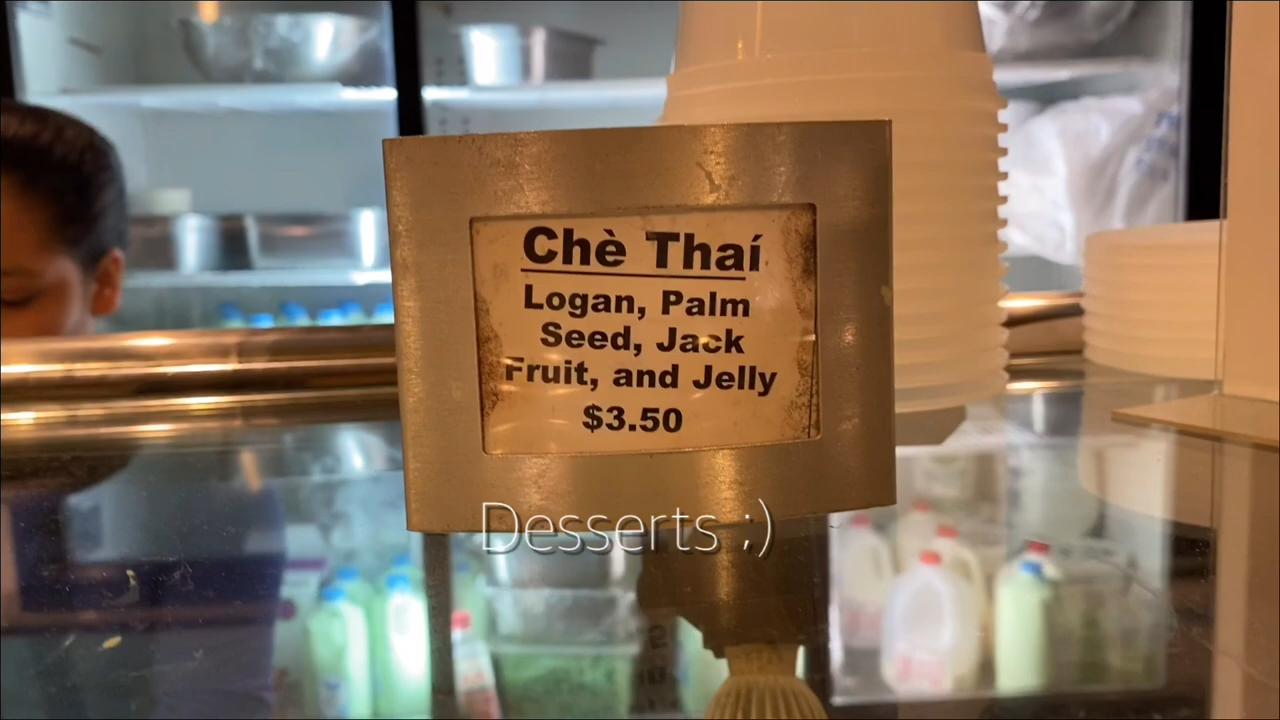 Chè Thaí
Logan, Palm
Seed, Jack
Fruit, and Jelly
$3.50
Desserts ;)